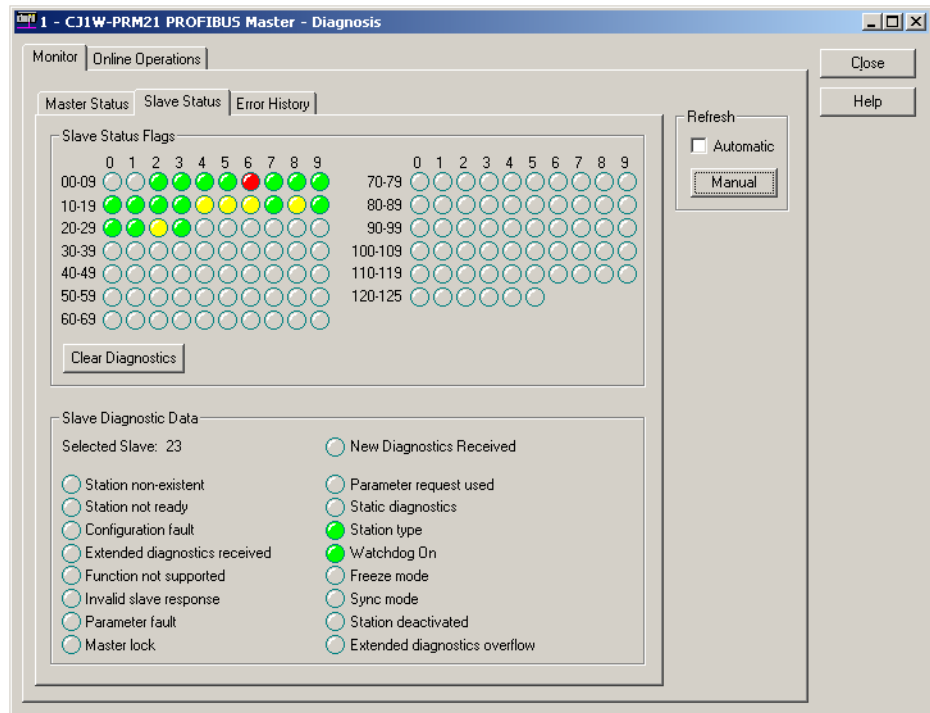 1 - CJ1W-PRM21 PROFIBUS Master - Diagnosis
Monitor Online Operations
Close
Help
Master Status Slave Status Error History
Refresh
Automatic
Manual
Slave Status Flags
0 1 2 3 4 5 6 7 8 9
00-09
10-19
20-29
30-39
40-49
50-59
60-69
0 1 2 3 4 5 6 7 8 9
70-79
80-89
90-99
100-109
110-119
120-125
Clear Diagnostics
Slave Diagnostic Data
Selected Slave: 23
Station non-existent
Station not ready
Configuration fault
Extended diagnostics received
Function not supported
Invalid slave response
Parameter fault
Master lock
New Diagnostics Received
Parameter request used
Static diagnostics
Station type
Watchdog On
Freeze mode
Sync mode
Station deactivated
Extended diagnostics overflow